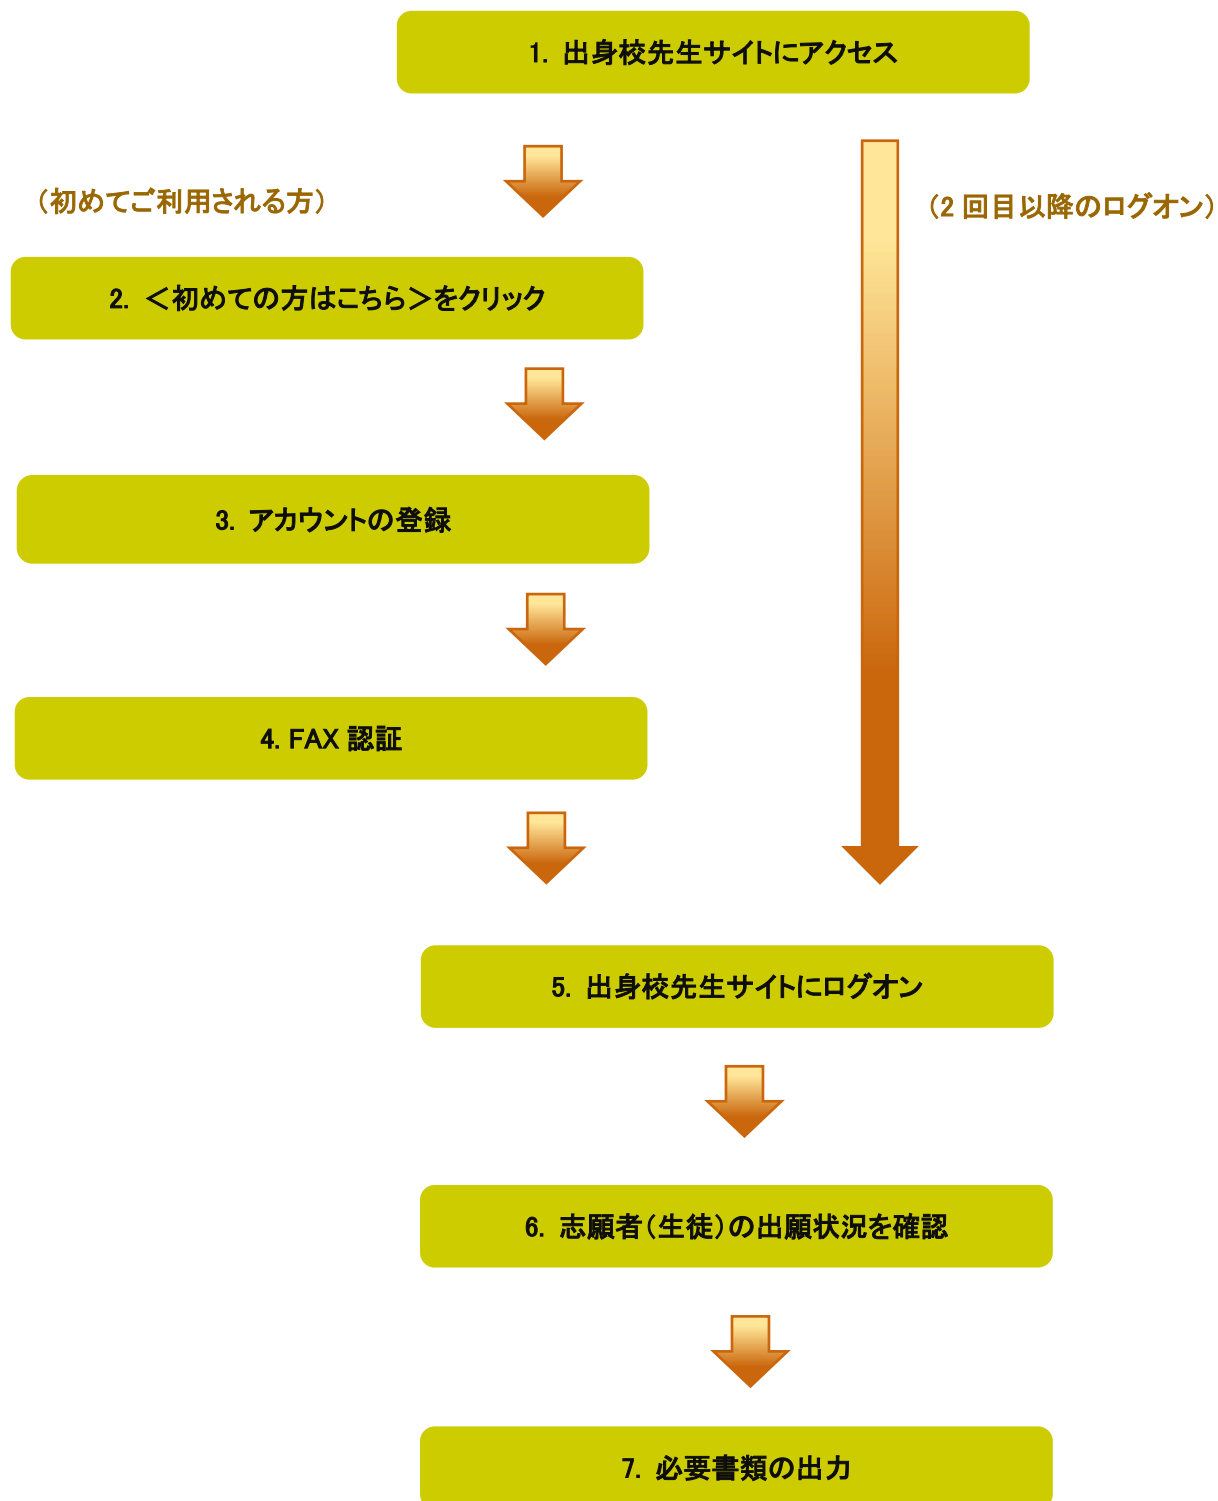 1. 出身校先生サイトにアクセス
（初めてご利用される方）
（2 回目以降のログオン）
2. ＜初めての方はこちら＞をクリック
3. アカウントの登録
4. FAX 認証
5. 出身校先生サイトにログオン
6. 志願者（生徒）の出願状況を確認
7. 必要書類の出力